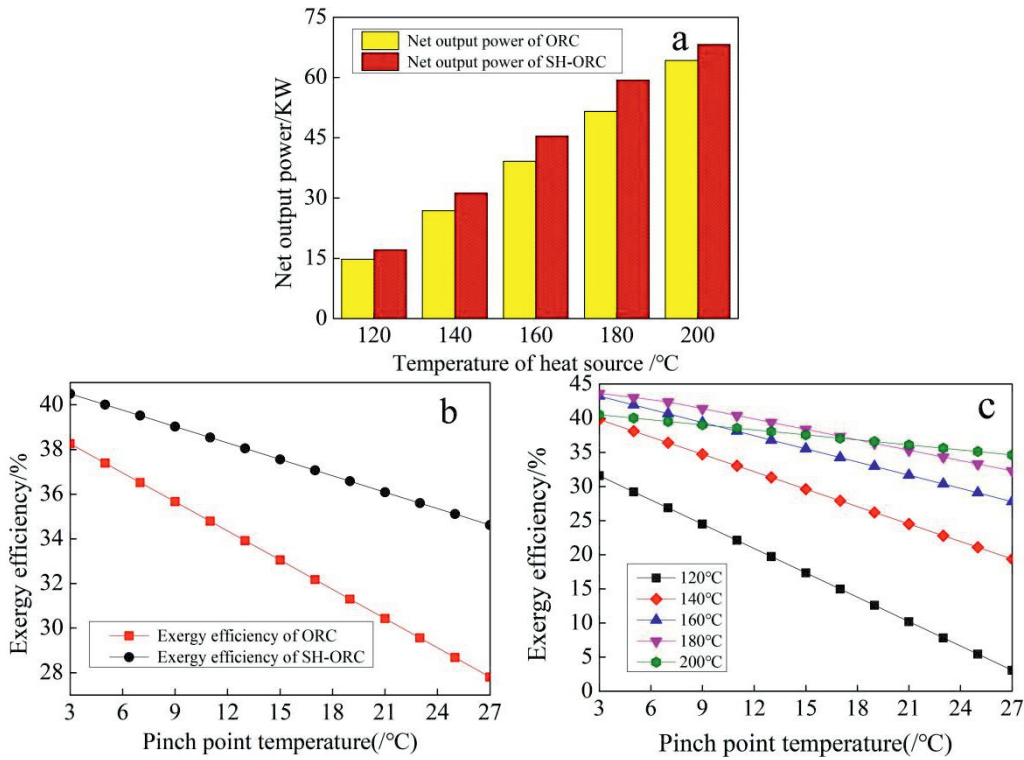 75
60
45
30
15
0
Net output power/KW
Net output power of ORC
Net output power of SH-ORC
a
120 140 160 180 200
Temperature of heat source /°C
40
38
36
34
32
30
28
Exergy efficiency/%
b
Exergy efficiency of ORC
Exergy efficiency of SH-ORC
3 6 9 12 15 18 21 24 27
Pinch point temperature(/°C)
45
40
35
30
25
20
15
10
5
0
Exergy efficiency/%
c
120°C
140°C
160°C
180°C
200°C
3 6 9 12 15 18 21 24 27
Pinch point temperature(/°C)